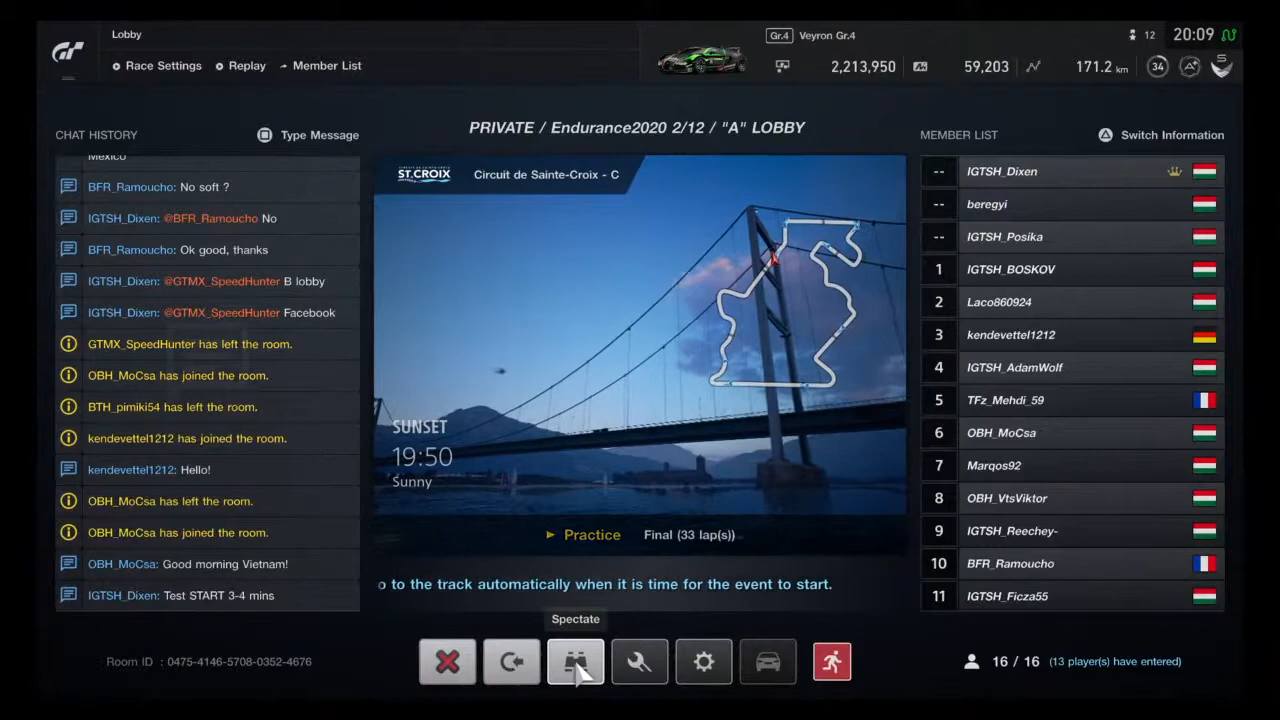 Lobby
Gr.4 Veyron Gr.4
12 20:09
Race Settings Replay Member List
2,213,950 59,203 171.2 km 34 A+ S
CHAT HISTORY Type Message
Mexico
BFR_Ramoucho: No soft ?
IGTSH_Dixen: @BFR_Ramoucho No
BFR_Ramoucho: Ok good, thanks
IGTSH_Dixen: @GTMX_SpeedHunter B lobby
IGTSH_Dixen: @GTMX_SpeedHunter Facebook
GTMX_SpeedHunter has left the room.
OBH_MoCsa has joined the room.
BTH_pimiki54 has left the room.
kendevettel1212 has joined the room.
kendevettel1212: Hello!
OBH_MoCsa has left the room.
OBH_MoCsa has joined the room.
OBH_MoCsa: Good morning Vietnam!
IGTSH_Dixen: Test START 3-4 mins
PRIVATE / Endurance2020 2/12 / "A" LOBBY
ST.CROIX Circuit de Sainte-Croix - C
SUNSET
19:50
Sunny
Practice Final (33 lap(s))
o to the track automatically when it is time for the event to start.
Spectate
MEMBER LIST Switch Information
-- IGTSH_Dixen
-- beregyi
-- IGTSH_Posika
1 IGTSH_BOSKOV
2 Laco860924
3 kendevettel1212
4 IGTSH_AdamWolf
5 TFz_Mehdi_59
6 OBH_MoCsa
7 Marqos92
8 OBH_VtsViktor
9 IGTSH_Reechey-
10 BFR_Ramoucho
11 IGTSH_Ficza55
Room ID : 0475-4146-5708-0352-4676
16 / 16 (13 player(s) have entered)